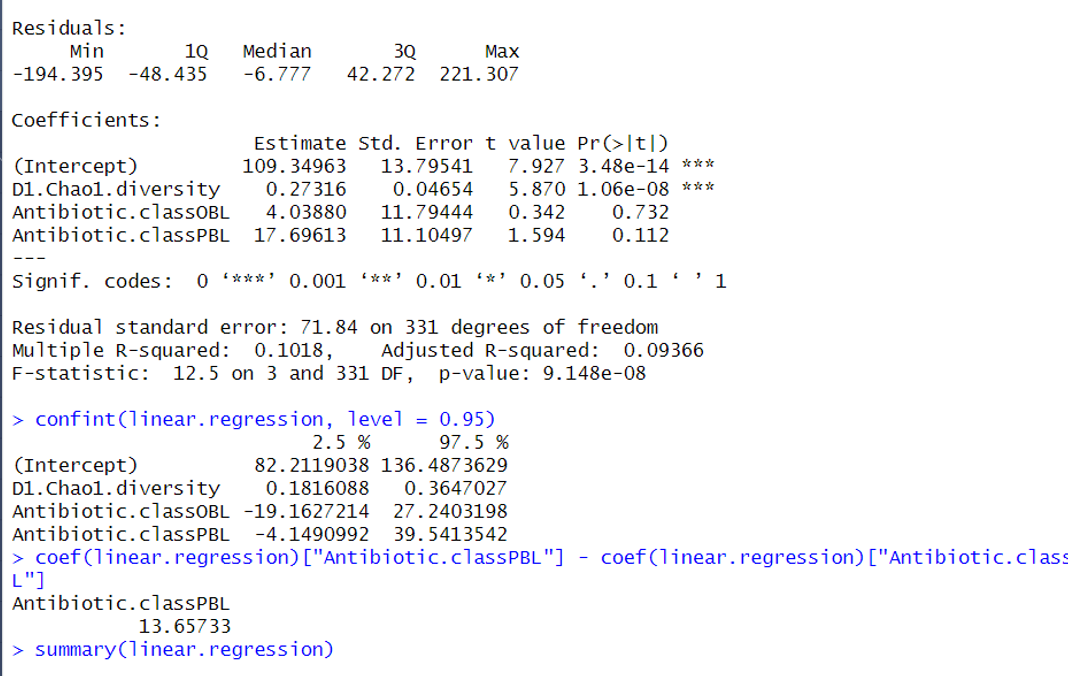 Residuals:
     Min       1Q   Median       3Q      Max
-194.395  -48.435   -6.777   42.272  221.307
Coefficients:
                     Estimate Std. Error t value Pr(>|t|)
(Intercept)         109.34963   13.79541   7.927 3.48e-14 ***
D1.Chao1.diversity    0.27316    0.04654   5.870 1.06e-08 ***
Antibiotic.classOBL   4.03880   11.79444   0.342    0.732
Antibiotic.classPBL  17.69613   11.10497   1.594    0.112
---
Signif. codes:  0 ‘***’ 0.001 ‘**’ 0.01 ‘*’ 0.05 ‘.’ 0.1 ‘ ’ 1
Residual standard error: 71.84 on 331 degrees of freedom
Multiple R-squared:  0.1018,    Adjusted R-squared:  0.09366
F-statistic:  12.5 on 3 and 331 DF,  p-value: 9.148e-08
> confint(linear.regression, level = 0.95)
                          2.5 %      97.5 %
(Intercept)          82.2119038 136.4873629
D1.Chao1.diversity    0.1816088   0.3647027
Antibiotic.classOBL -19.1627214  27.2403198
Antibiotic.classPBL  -4.1490992  39.5413542
> coef(linear.regression)["Antibiotic.classPBL"] - coef(linear.regression)["Antibiotic.class
L"]
Antibiotic.classPBL
           13.65733
> summary(linear.regression)